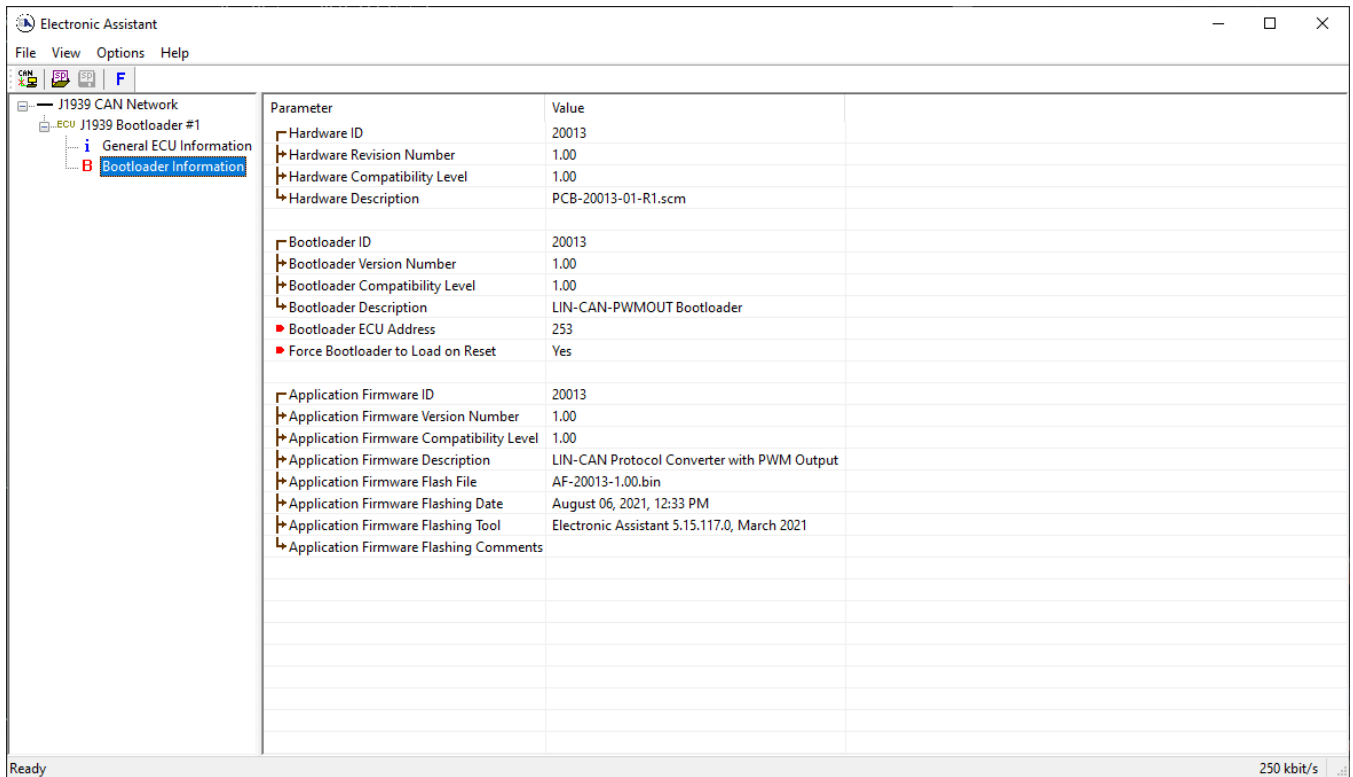 Electronic Assistant
File View Options Help
CAN SP SP F
J1939 CAN Network
ECU J1939 Bootloader #1
i General ECU Information
B Bootloader Information
Parameter Value
Hardware ID 20013
Hardware Revision Number 1.00
Hardware Compatibility Level 1.00
Hardware Description PCB-20013-01-R1.scm
Bootloader ID 20013
Bootloader Version Number 1.00
Bootloader Compatibility Level 1.00
Bootloader Description LIN-CAN-PWMOUT Bootloader
Bootloader ECU Address 253
Force Bootloader to Load on Reset Yes
Application Firmware ID 20013
Application Firmware Version Number 1.00
Application Firmware Compatibility Level 1.00
Application Firmware Description LIN-CAN Protocol Converter with PWM Output
Application Firmware Flash File AF-20013-1.00.bin
Application Firmware Flashing Date August 06, 2021, 12:33 PM
Application Firmware Flashing Tool Electronic Assistant 5.15.117.0, March 2021
Application Firmware Flashing Comments
Ready 250 kbit/s